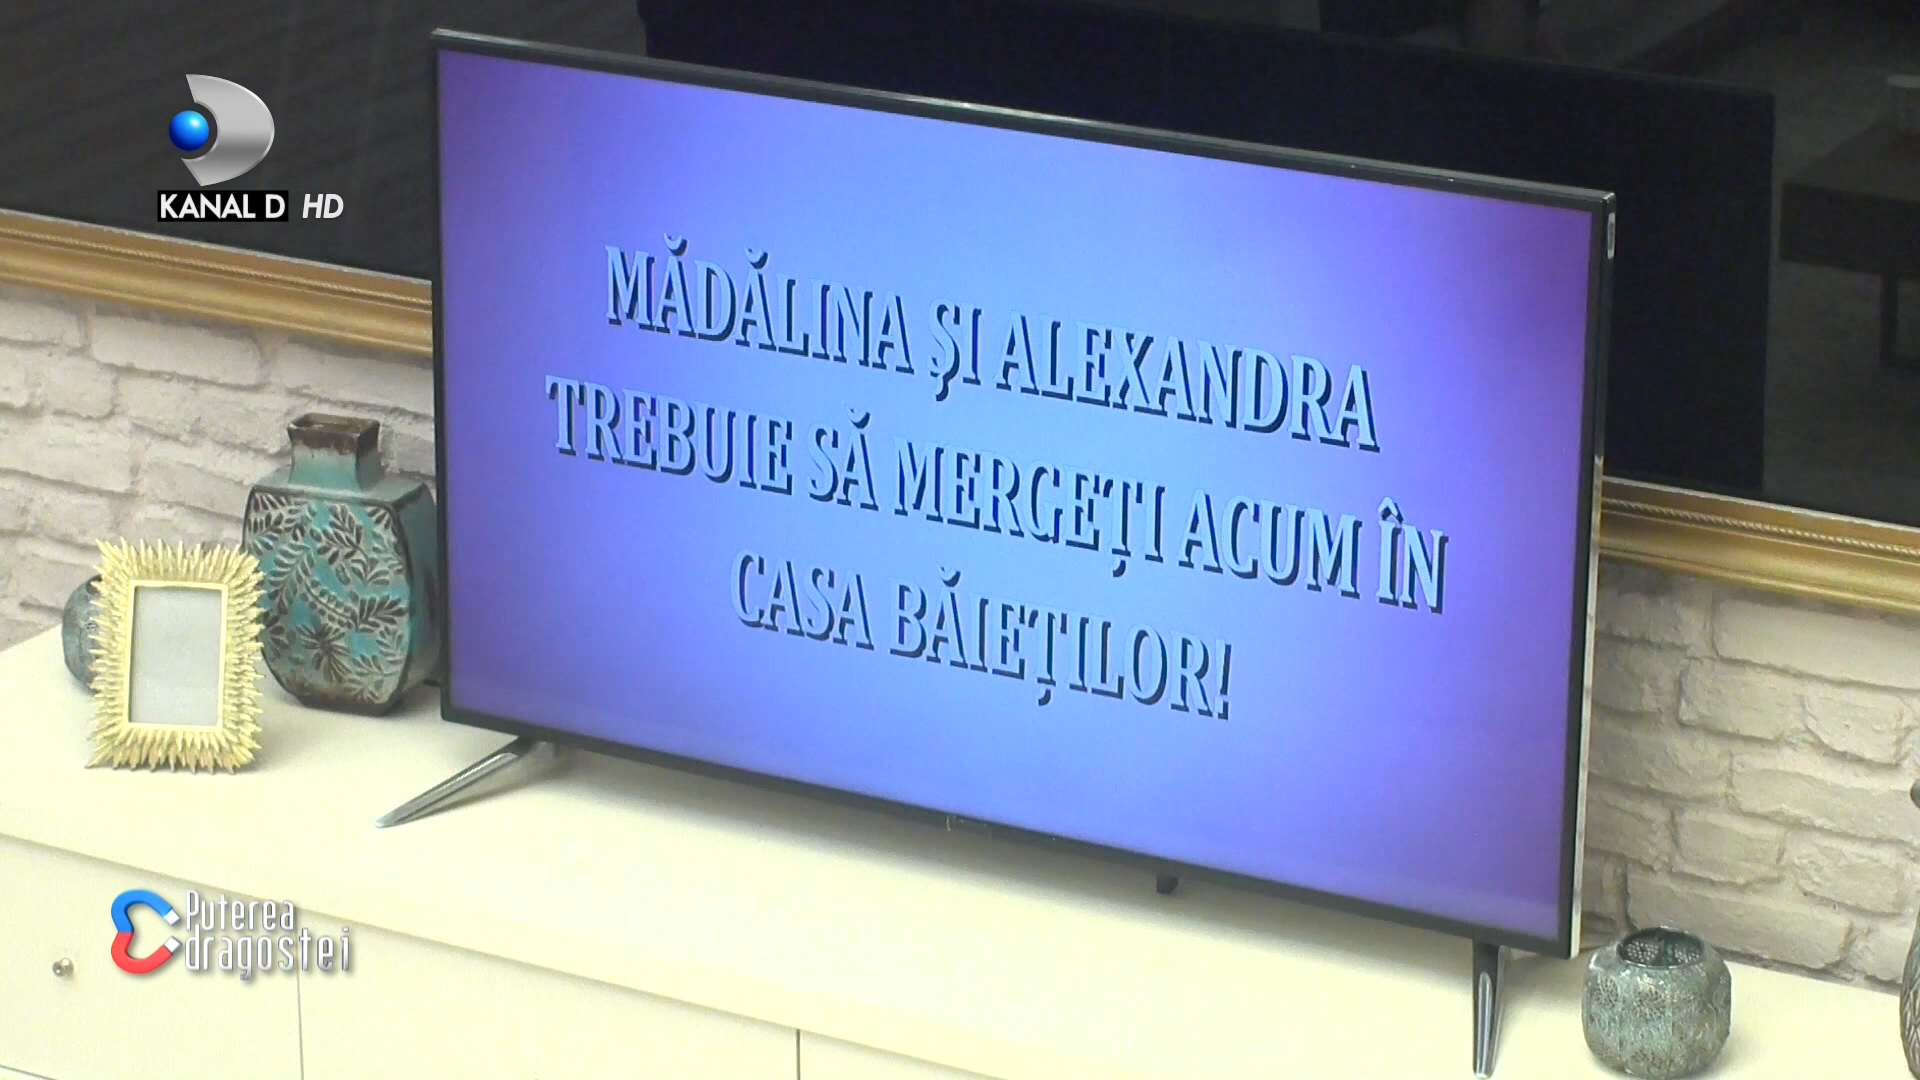 KANAL D HD
MĂDĂLINA ȘI ALEXANDRA
TREBUIE SĂ MERGEȚI ACUM ÎN
CASA BĂIEȚILOR!
Puterea
dragostei